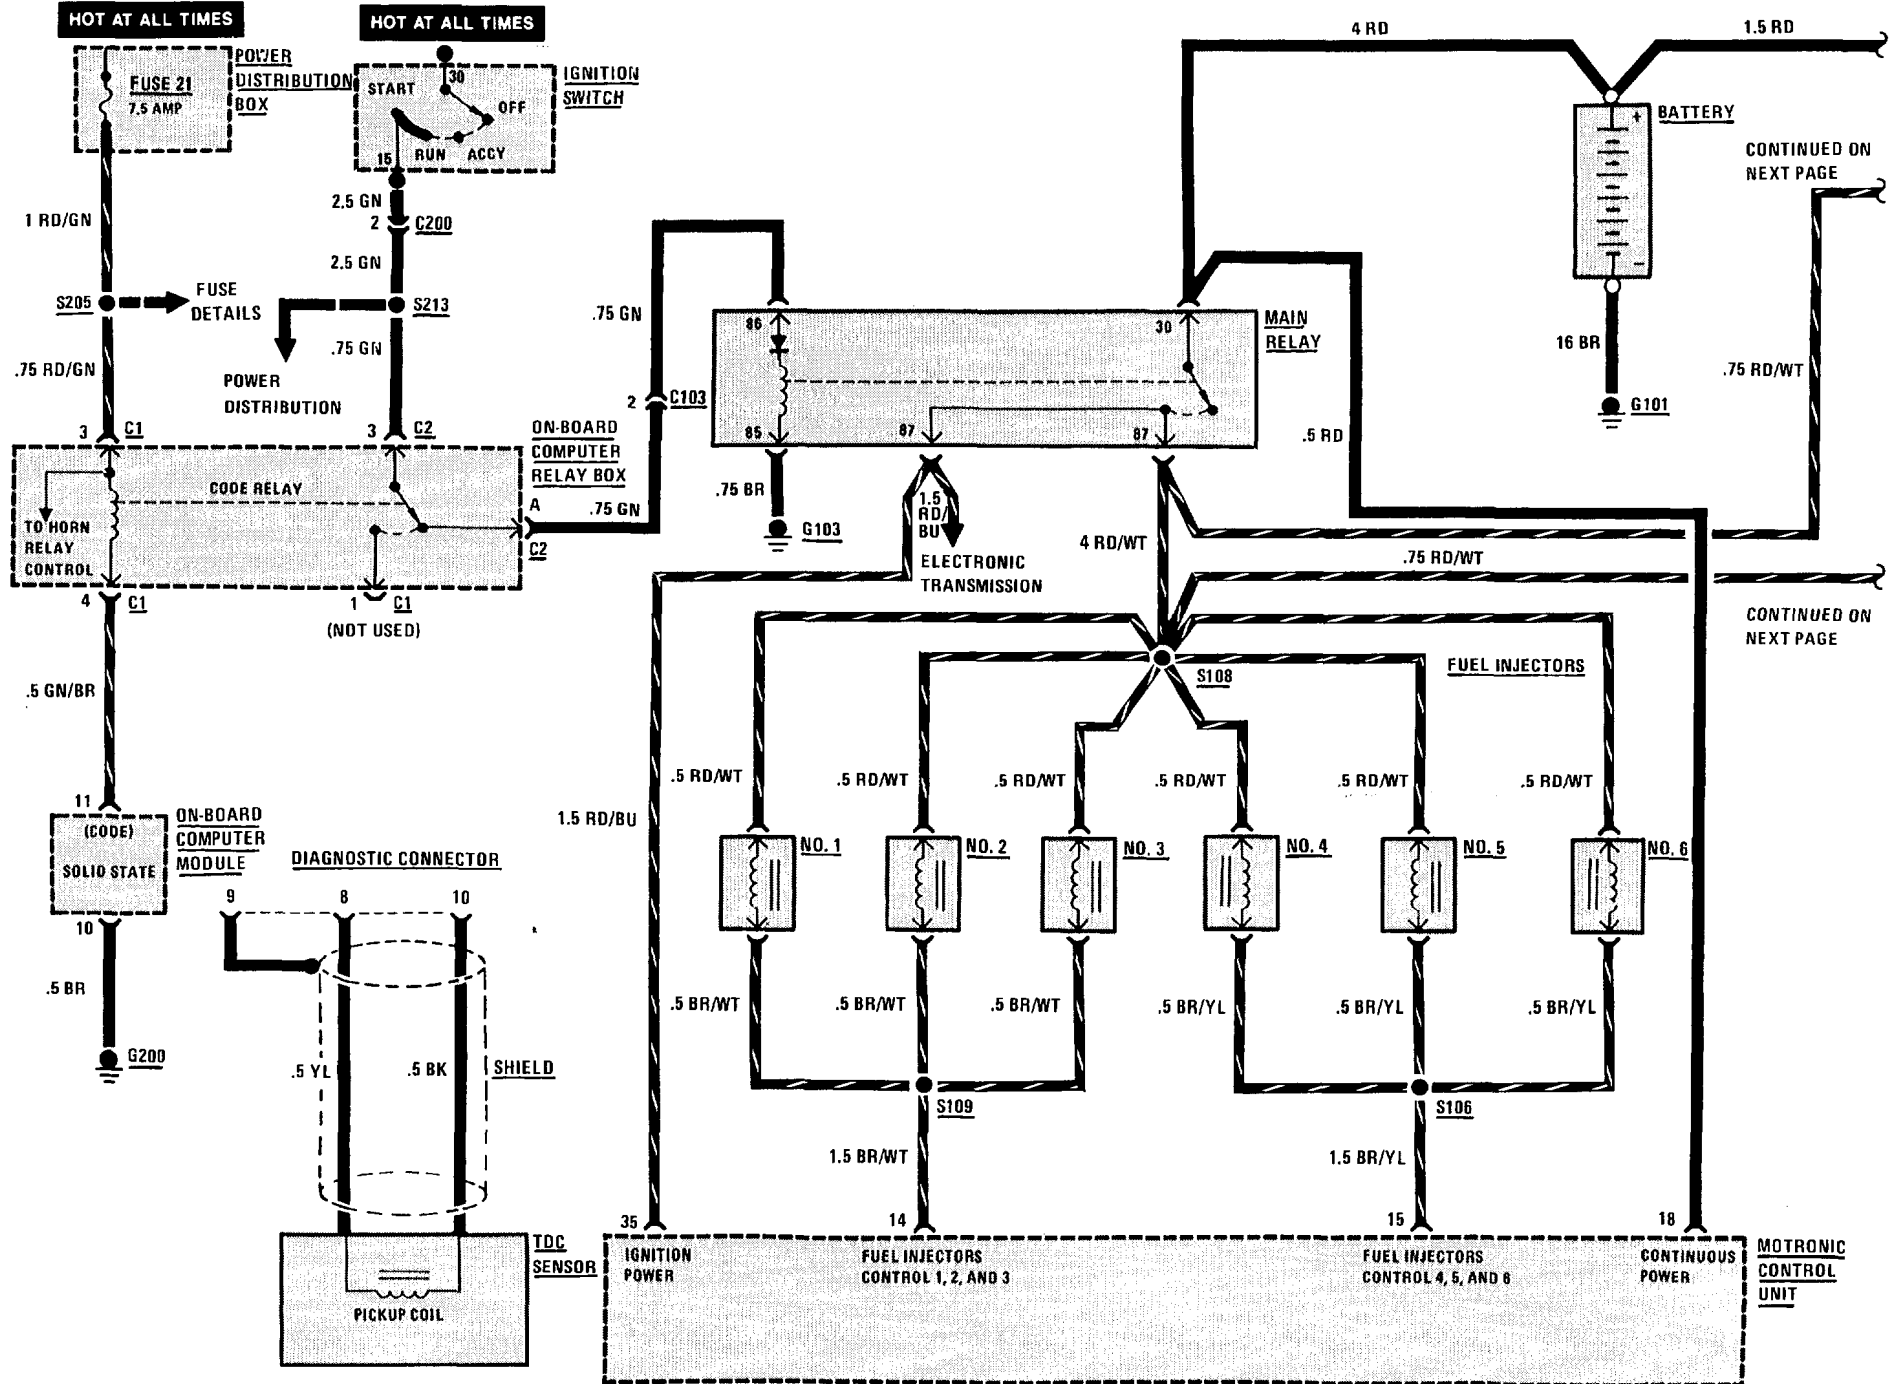 HOT AT ALL TIMES
HOT AT ALL TIMES
FUSE 21
7.5 AMP
POWER
DISTRIBUTION
BOX
30
START
OFF
RUN
ACCY
15
IGNITION
SWITCH
4 RD
1.5 RD
BATTERY
+
−
CONTINUED ON
NEXT PAGE
1 RD/GN
2.5 GN
2
C200
2.5 GN
S205
FUSE
DETAILS
S213
.75 GN
.75 RD/GN
POWER
DISTRIBUTION
.75 GN
2
C103
86
30
MAIN
RELAY
85
87
87
16 BR
G101
.75 RD/WT
.5 RD
3
C1
3
C2
ON-BOARD
COMPUTER
RELAY BOX
CODE RELAY
TO HORN
RELAY
CONTROL
A
C2
.75 GN
4
C1
1
C1
(NOT USED)
.75 BR
G103
1.5
RD/
BU
ELECTRONIC
TRANSMISSION
4 RD/WT
.75 RD/WT
CONTINUED ON
NEXT PAGE
S108
FUEL INJECTORS
.5 GN/BR
11
(CODE)
SOLID STATE
ON-BOARD
COMPUTER
MODULE
10
.5 BR
G200
DIAGNOSTIC CONNECTOR
9
8
10
.5 YL
.5 BK
SHIELD
TDC
SENSOR
PICKUP COIL
1.5 RD/BU
.5 RD/WT
.5 RD/WT
.5 RD/WT
.5 RD/WT
.5 RD/WT
.5 RD/WT
NO. 1
NO. 2
NO. 3
NO. 4
NO. 5
NO. 6
.5 BR/WT
.5 BR/WT
.5 BR/WT
.5 BR/YL
.5 BR/YL
.5 BR/YL
S109
S106
1.5 BR/WT
1.5 BR/YL
35
14
15
18
IGNITION
POWER
FUEL INJECTORS
CONTROL 1, 2, AND 3
FUEL INJECTORS
CONTROL 4, 5, AND 6
CONTINUOUS
POWER
MOTRONIC
CONTROL
UNIT